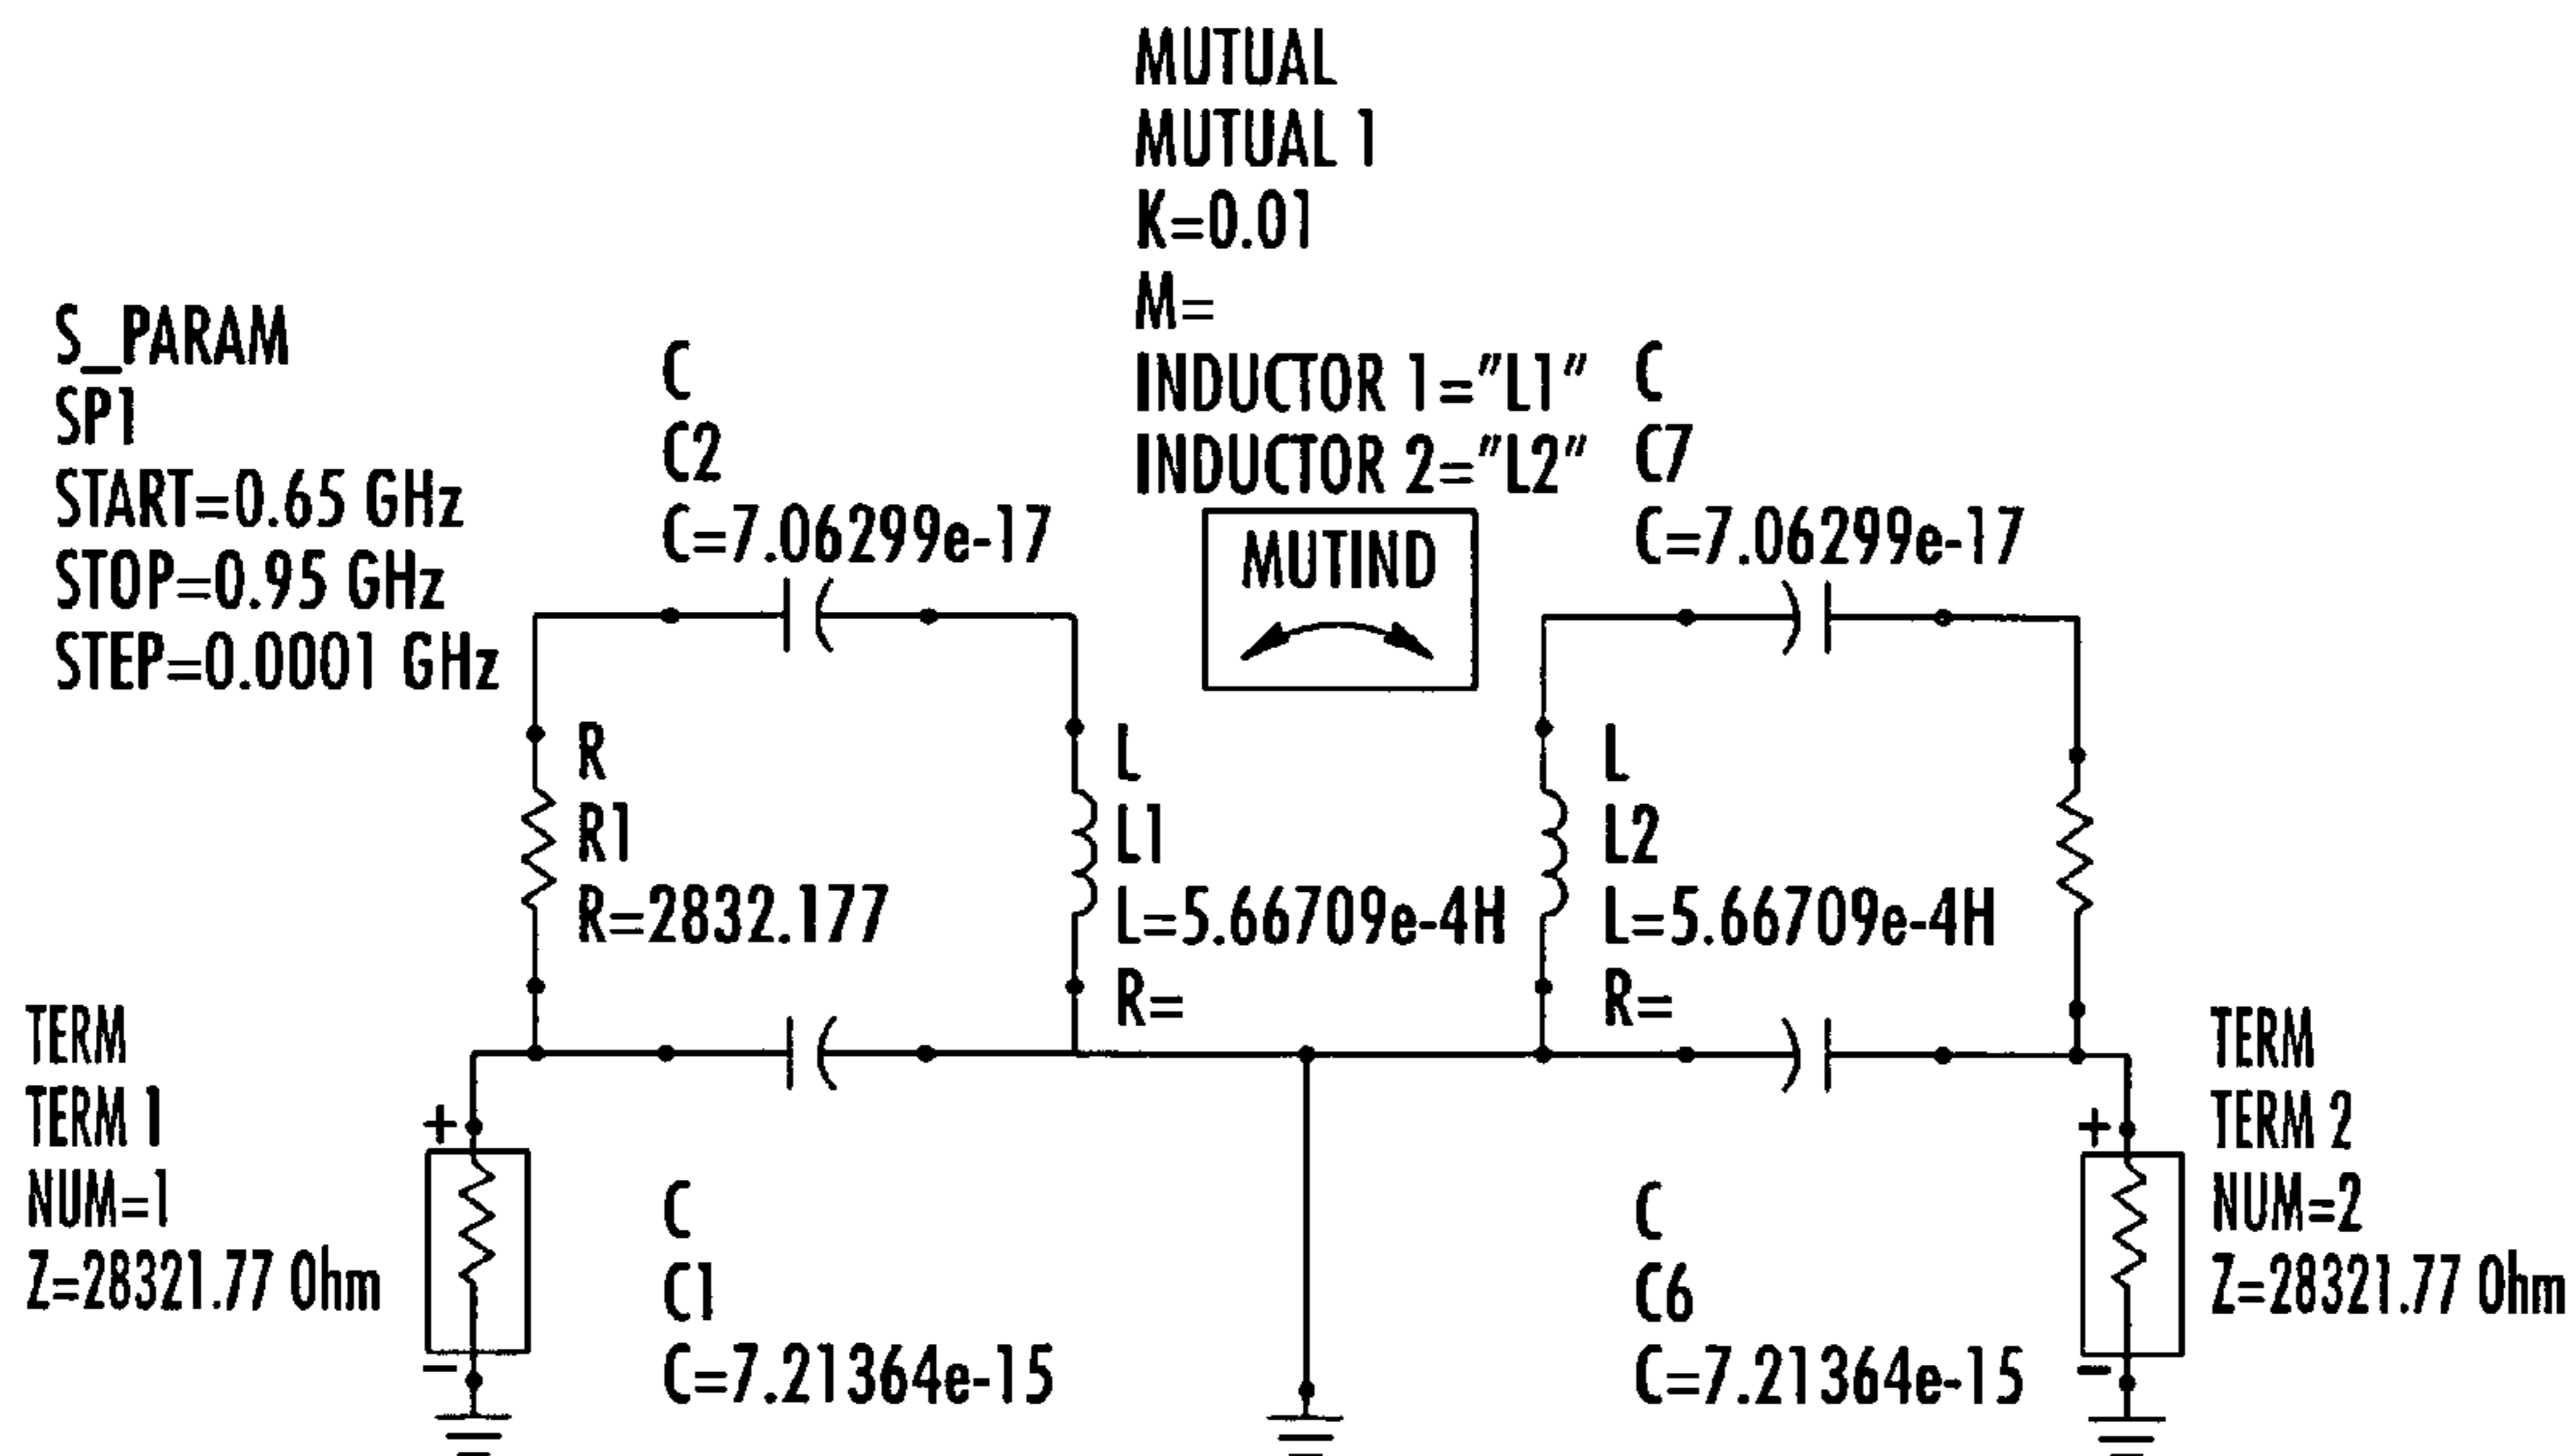 MUTUAL
MUTUAL 1
K=0.01
M=
INDUCTOR 1="L1"
INDUCTOR 2="L2"
MUTIND
S_PARAM
SP1
START=0.65 GHz
STOP=0.95 GHz
STEP=0.0001 GHz
C
C2
C=7.06299e-17
C
C7
C=7.06299e-17
R
R1
R=2832.177
L
L1
L=5.66709e-4H
R=
L
L2
L=5.66709e-4H
R=
TERM
TERM 1
NUM=1
Z=28321.77 Ohm
+
-
C
C1
C=7.21364e-15
C
C6
C=7.21364e-15
+
-
TERM
TERM 2
NUM=2
Z=28321.77 Ohm